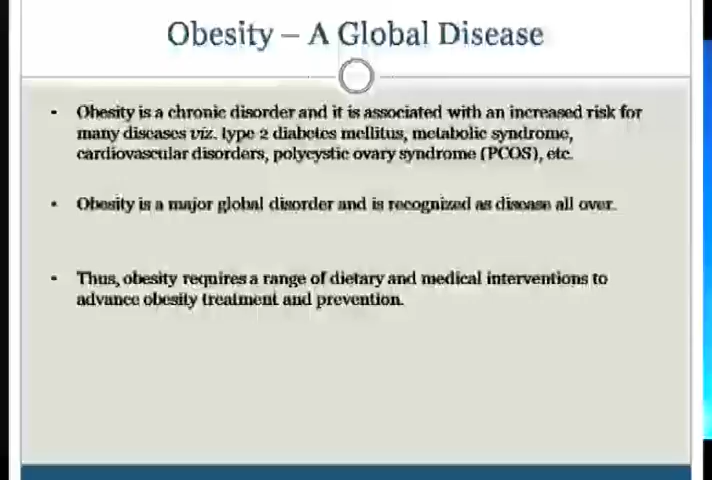 Obesity – A Global Disease
• Obesity is a chronic disorder and it is associated with an increased risk for
many diseases viz. type 2 diabetes mellitus, metabolic syndrome,
cardiovascular disorders, polycystic ovary syndrome (PCOS), etc.
• Obesity is a major global disorder and is recognized as disease all over.
• Thus, obesity requires a range of dietary and medical interventions to
advance obesity treatment and prevention.